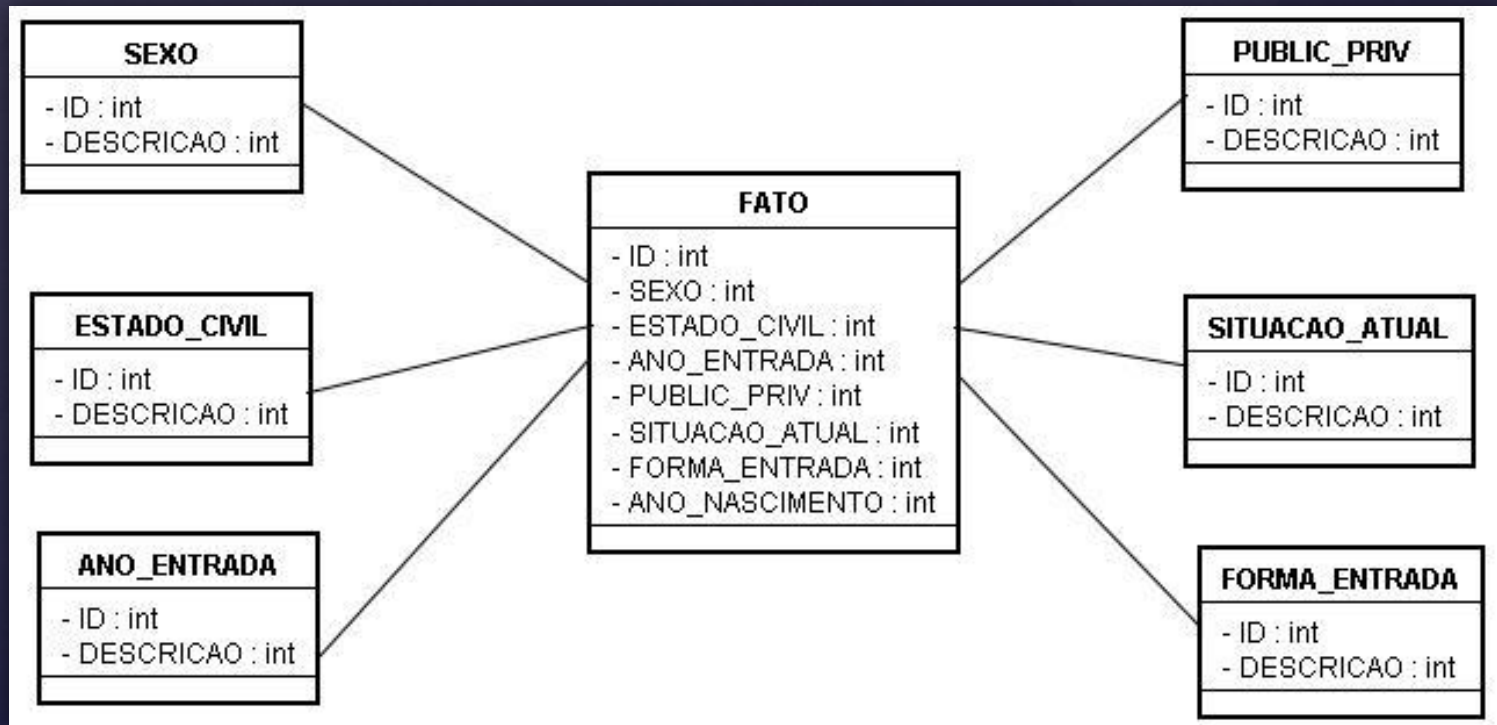 SEXO
- ID : int
- DESCRICAO : int
ESTADO_CIVIL
- ID : int
- DESCRICAO : int
ANO_ENTRADA
- ID : int
- DESCRICAO : int
FATO
- ID : int
- SEXO : int
- ESTADO_CIVIL : int
- ANO_ENTRADA : int
- PUBLIC_PRIV : int
- SITUACAO_ATUAL : int
- FORMA_ENTRADA : int
- ANO_NASCIMENTO : int
PUBLIC_PRIV
- ID : int
- DESCRICAO : int
SITUACAO_ATUAL
- ID : int
- DESCRICAO : int
FORMA_ENTRADA
- ID : int
- DESCRICAO : int